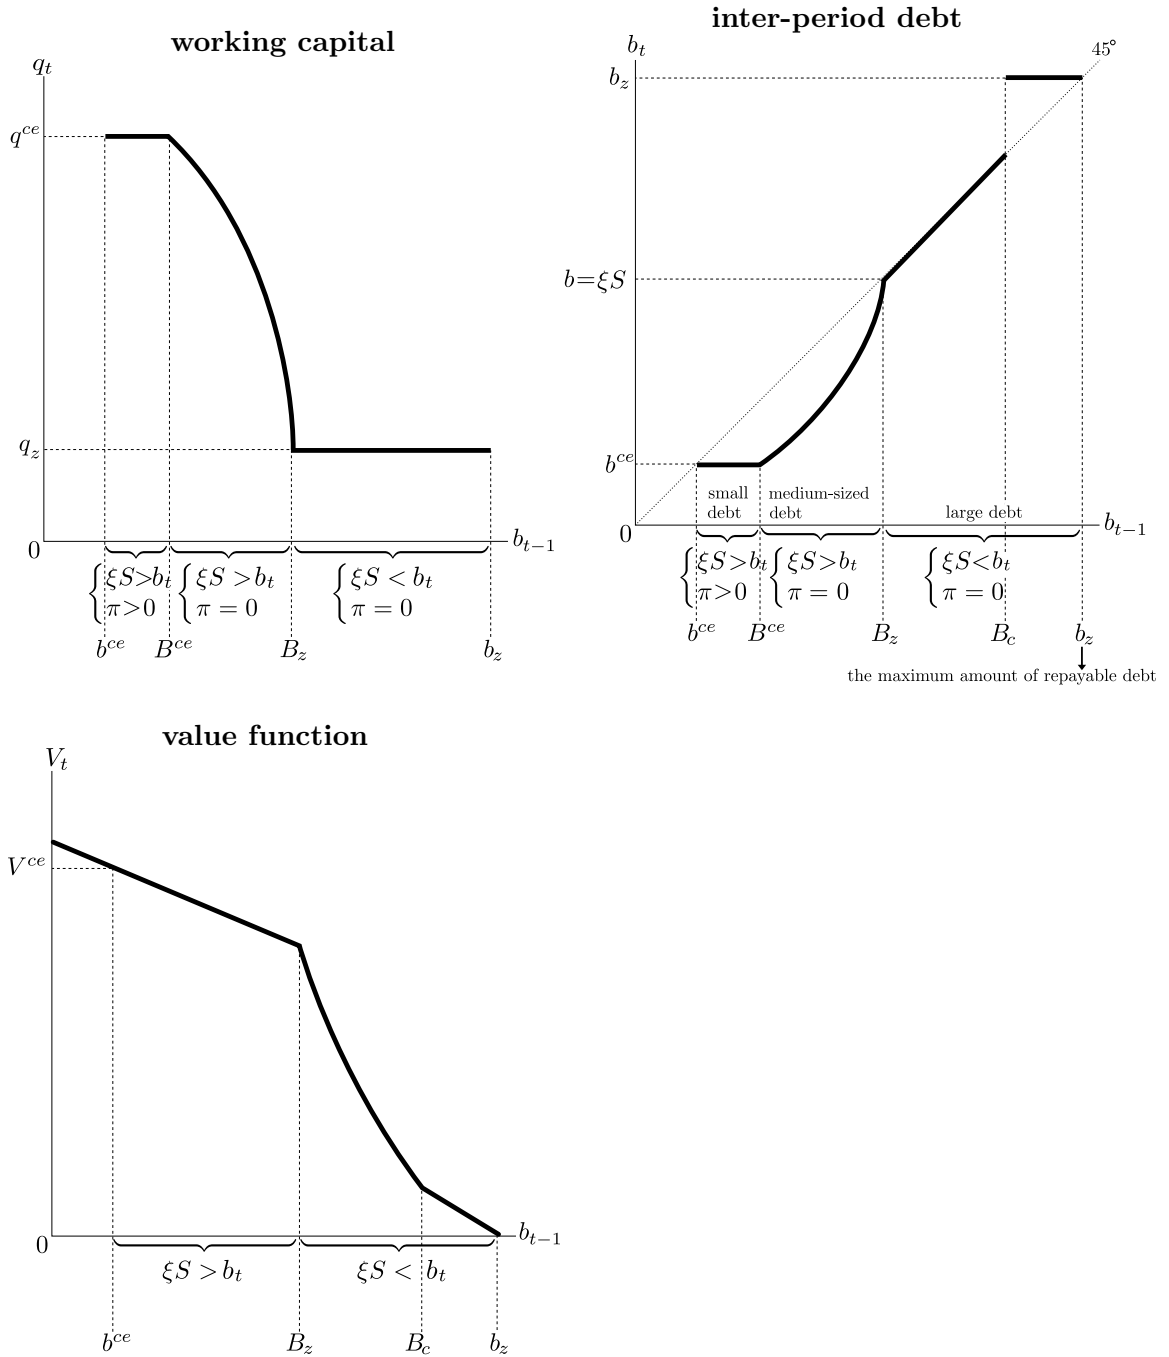 working capital
q_t
q^{ce}
q_z
0
b_{t−1}
{ ξS>b_t
π>0
{ ξS >b_t
π = 0
{ ξS < b_t
π = 0
b^{ce}
B^{ce}
B_z
b_z
inter-period debt
b_t
45°
b_z
b=ξS
b^{ce}
small
debt
medium-sized
debt
large debt
0
b_{t−1}
{ ξS>b_t
π>0
{ ξS>b_t
π = 0
{ ξS<b_t
π = 0
b^{ce}
B^{ce}
B_z
B_c
b_z
the maximum amount of repayable debt
value function
V_t
V^{ce}
0
b_{t−1}
ξS >b_t
ξS < b_t
b^{ce}
B_z
B_c
b_z